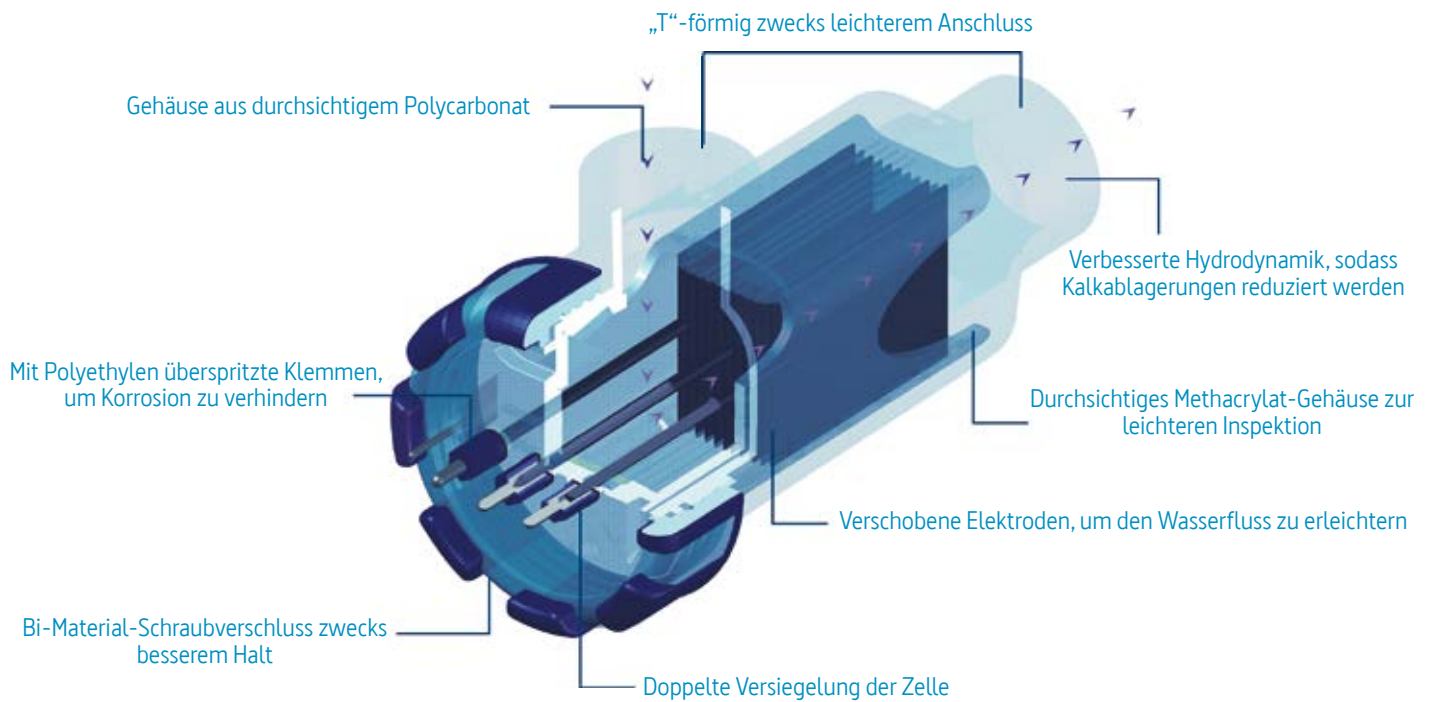 „T“-förmig zwecks leichterem Anschluss
Gehäuse aus durchsichtigem Polycarbonat
Verbesserte Hydrodynamik, sodass
Kalkablagerungen reduziert werden
Mit Polyethylen überspritzte Klemmen,
um Korrosion zu verhindern
Durchsichtiges Methacrylat-Gehäuse zur
leichteren Inspektion
Verschobene Elektroden, um den Wasserfluss zu erleichtern
Bi-Material-Schraubverschluss zwecks
besserem Halt
Doppelte Versiegelung der Zelle